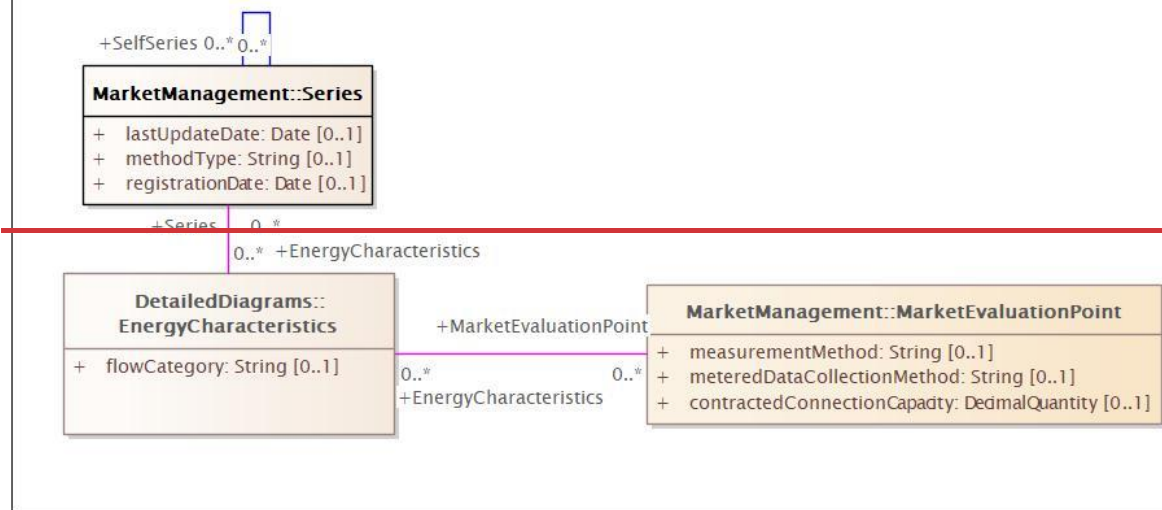 +SelfSeries 0..* 0..*
MarketManagement::Series
+ lastUpdateDate: Date [0..1]
+ methodType: String [0..1]
+ registrationDate: Date [0..1]
+Series 0..*
0..* +EnergyCharacteristics
DetailedDiagrams::
EnergyCharacteristics
+ flowCategory: String [0..1]
+MarketEvaluationPoint
0..* 0..*
+EnergyCharacteristics
MarketManagement::MarketEvaluationPoint
+ measurementMethod: String [0..1]
+ meteredDataCollectionMethod: String [0..1]
+ contractedConnectionCapacity: DecimalQuantity [0..1]